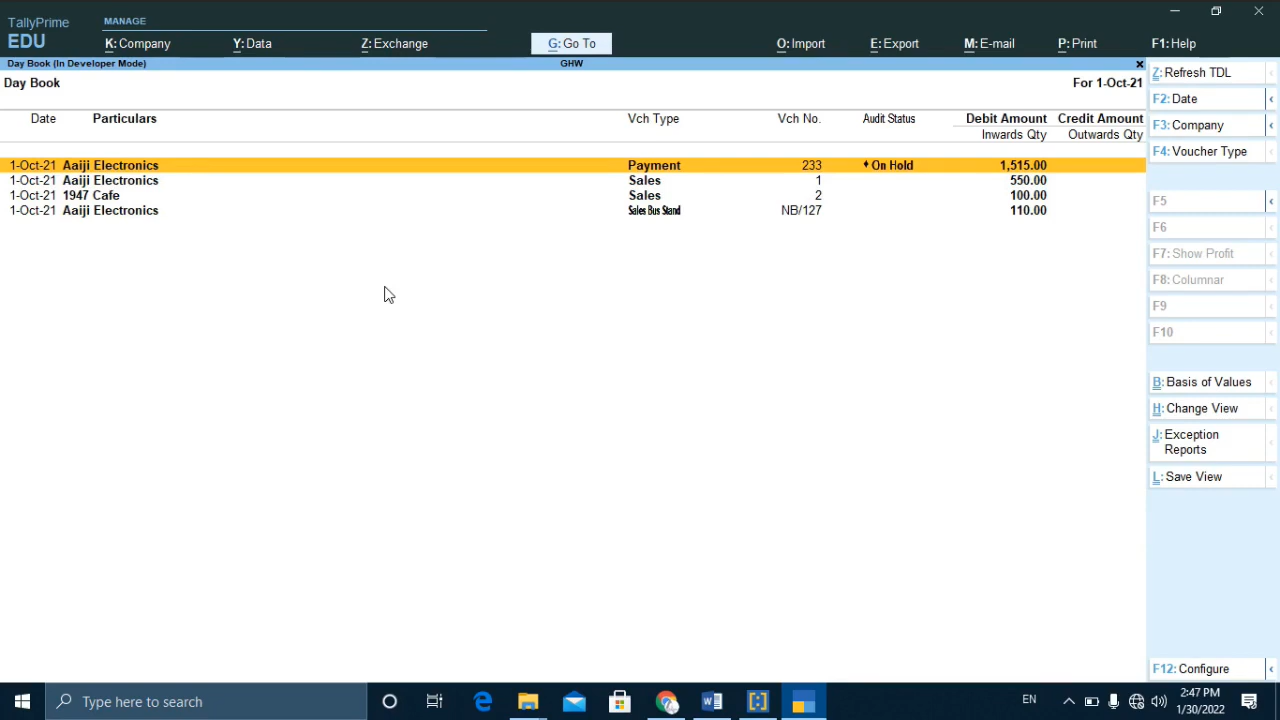 TallyPrime
EDU
MANAGE
K: Company
Y: Data
Z: Exchange
G: Go To
O: Import
E: Export
M: E-mail
P: Print
F1: Help
Day Book (In Developer Mode)
GHW
Day Book
For 1-Oct-21
Date Particulars Vch Type Vch No. Audit Status Debit Amount Credit Amount
Inwards Qty Outwards Qty
1-Oct-21 Aaiji Electronics Payment 233 ♦ On Hold 1,515.00
1-Oct-21 Aaiji Electronics Sales 1 550.00
1-Oct-21 1947 Cafe Sales 2 100.00
1-Oct-21 Aaiji Electronics Sales Bus Stand NB/127 110.00
Z: Refresh TDL
F2: Date
F3: Company
F4: Voucher Type
F5
F6
F7: Show Profit
F8: Columnar
F9
F10
B: Basis of Values
H: Change View
J: Exception
Reports
L: Save View
F12: Configure
Type here to search
EN
2:47 PM
1/30/2022